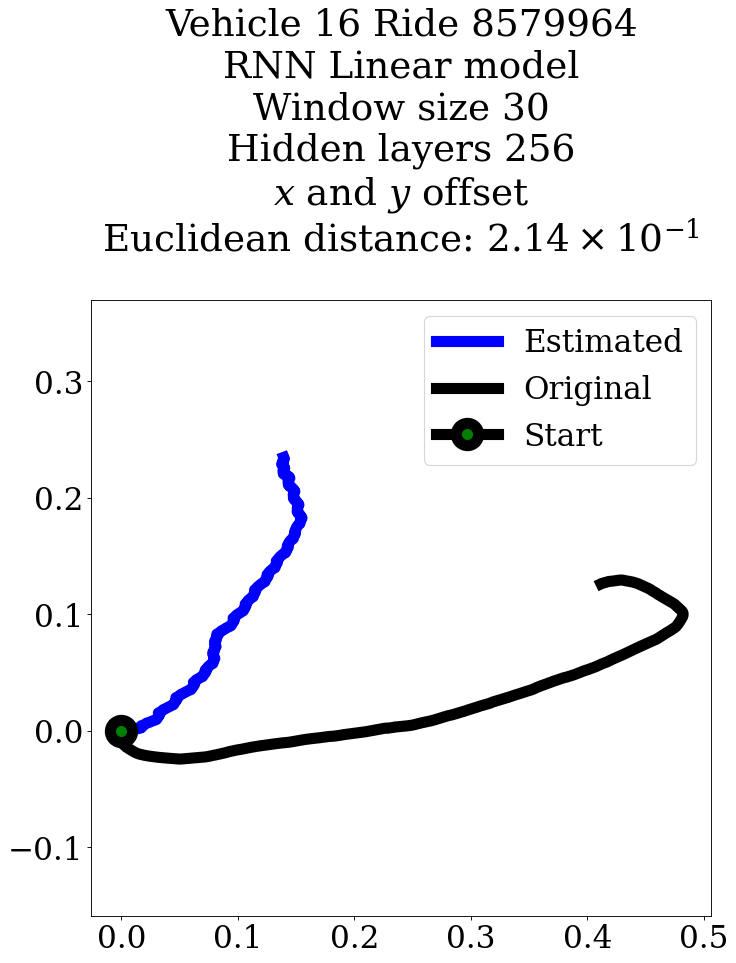 Vehicle 16 Ride 8579964
RNN Linear model
Window size 30
Hidden layers 256
x and y offset
Euclidean distance: 2.14 × 10⁻¹
Estimated
Original
Start
0.3
0.2
0.1
0.0
−0.1
0.0 0.1 0.2 0.3 0.4 0.5